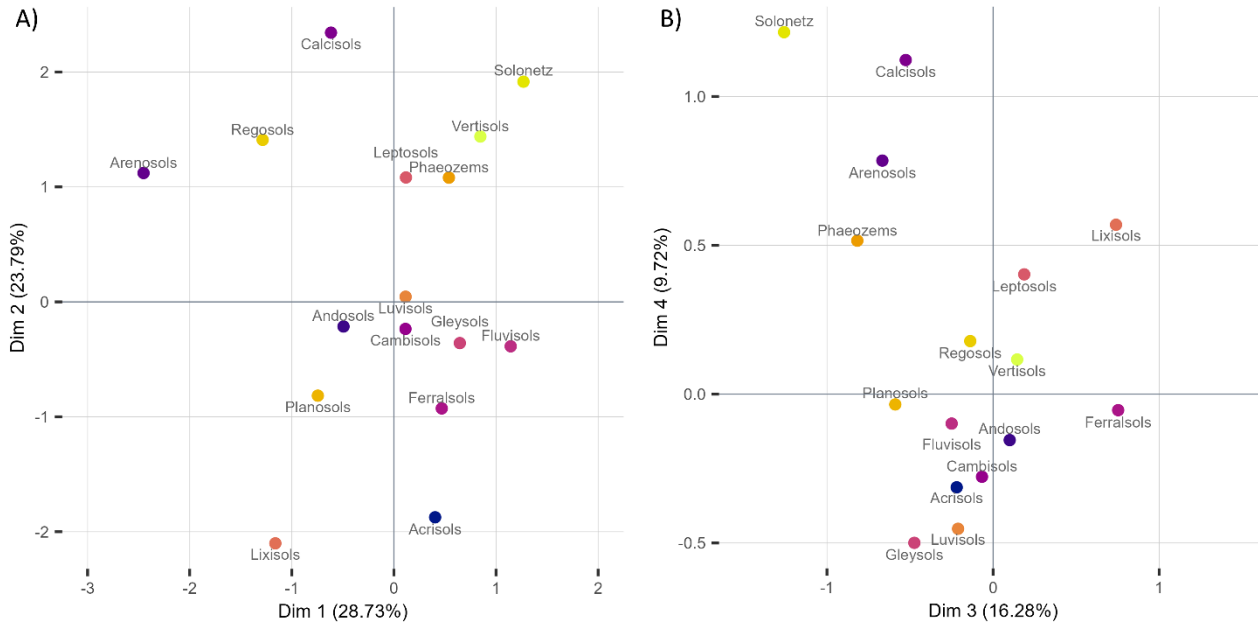 A)
Calcisols
Solonetz
Regosols
Vertisols
Leptosols
Arenosols
Phaeozems
Luvisols
Andosols
Cambisols
Gleysols
Fluvisols
Planosols
Ferralsols
Acrisols
Lixisols
2
1
0
-1
-2
-3
-2
-1
0
1
2
Dim 2 (23.79%)
Dim 1 (28.73%)
B)
Solonetz
Calcisols
Arenosols
Phaeozems
Lixisols
Leptosols
Regosols
Vertisols
Planosols
Ferralsols
Fluvisols
Andosols
Cambisols
Acrisols
Luvisols
Gleysols
1.0
0.5
0.0
-0.5
-1
0
1
Dim 4 (9.72%)
Dim 3 (16.28%)